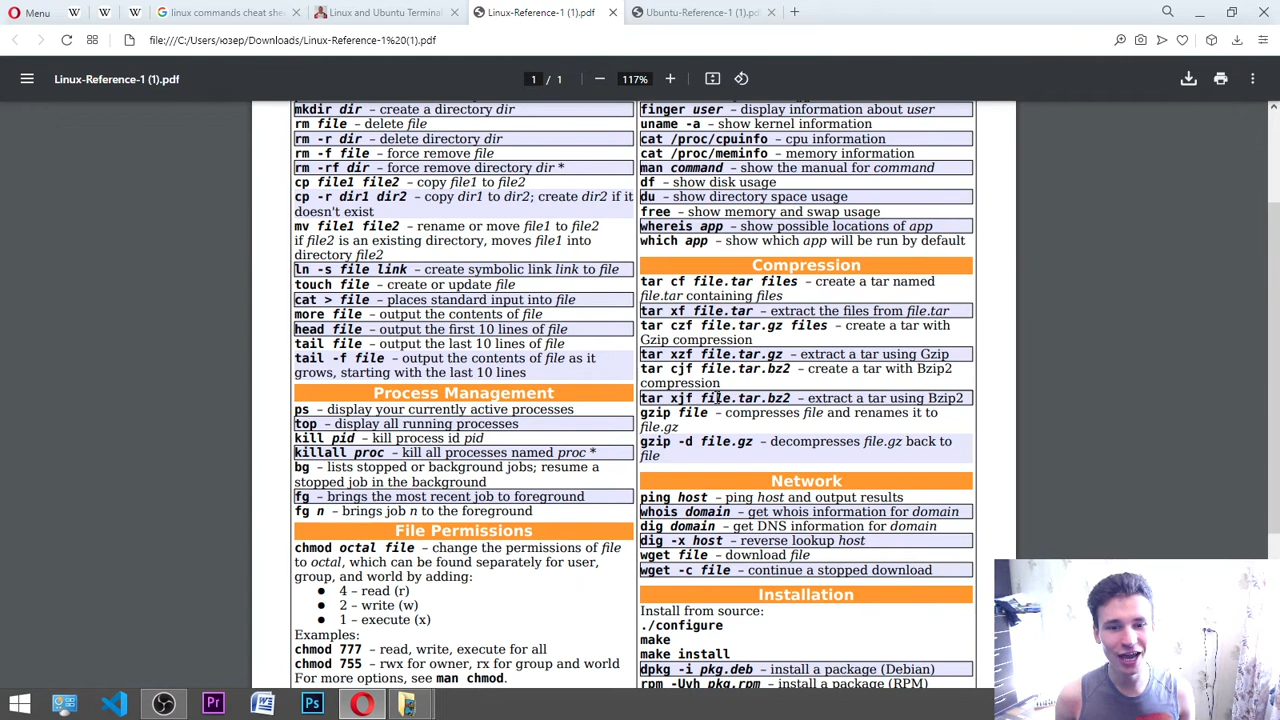 Menu
linux commands cheat she
Linux and Ubuntu Terminal
Linux-Reference-1 (1).pdf
Ubuntu-Reference-1 (1).pd
file:///C:/Users/юзер/Downloads/Linux-Reference-1%20(1).pdf
Linux-Reference-1 (1).pdf
1 / 1
117%
mkdir dir – create a directory dir
rm file – delete file
rm -r dir – delete directory dir
rm -f file – force remove file
rm -rf dir – force remove directory dir *
cp file1 file2 – copy file1 to file2
cp -r dir1 dir2 – copy dir1 to dir2; create dir2 if it
doesn't exist
mv file1 file2 – rename or move file1 to file2
if file2 is an existing directory, moves file1 into
directory file2
ln -s file link – create symbolic link link to file
touch file – create or update file
cat > file – places standard input into file
more file – output the contents of file
head file – output the first 10 lines of file
tail file – output the last 10 lines of file
tail -f file – output the contents of file as it
grows, starting with the last 10 lines
Process Management
ps – display your currently active processes
top – display all running processes
kill pid – kill process id pid
killall proc – kill all processes named proc *
bg – lists stopped or background jobs; resume a
stopped job in the background
fg – brings the most recent job to foreground
fg n – brings job n to the foreground
File Permissions
chmod octal file – change the permissions of file
to octal, which can be found separately for user,
group, and world by adding:
● 4 – read (r)
● 2 – write (w)
● 1 – execute (x)
Examples:
chmod 777 – read, write, execute for all
chmod 755 – rwx for owner, rx for group and world
For more options, see man chmod.
finger user – display information about user
uname -a – show kernel information
cat /proc/cpuinfo – cpu information
cat /proc/meminfo – memory information
man command – show the manual for command
df – show disk usage
du – show directory space usage
free – show memory and swap usage
whereis app – show possible locations of app
which app – show which app will be run by default
Compression
tar cf file.tar files – create a tar named
file.tar containing files
tar xf file.tar – extract the files from file.tar
tar czf file.tar.gz files – create a tar with
Gzip compression
tar xzf file.tar.gz – extract a tar using Gzip
tar cjf file.tar.bz2 – create a tar with Bzip2
compression
tar xjf file.tar.bz2 – extract a tar using Bzip2
gzip file – compresses file and renames it to
file.gz
gzip -d file.gz – decompresses file.gz back to
file
Network
ping host – ping host and output results
whois domain – get whois information for domain
dig domain – get DNS information for domain
dig -x host – reverse lookup host
wget file – download file
wget -c file – continue a stopped download
Installation
Install from source:
./configure
make
make install
dpkg -i pkg.deb – install a package (Debian)
rpm -Uvh pkg.rpm – install a package (RPM)
Pr
Ps